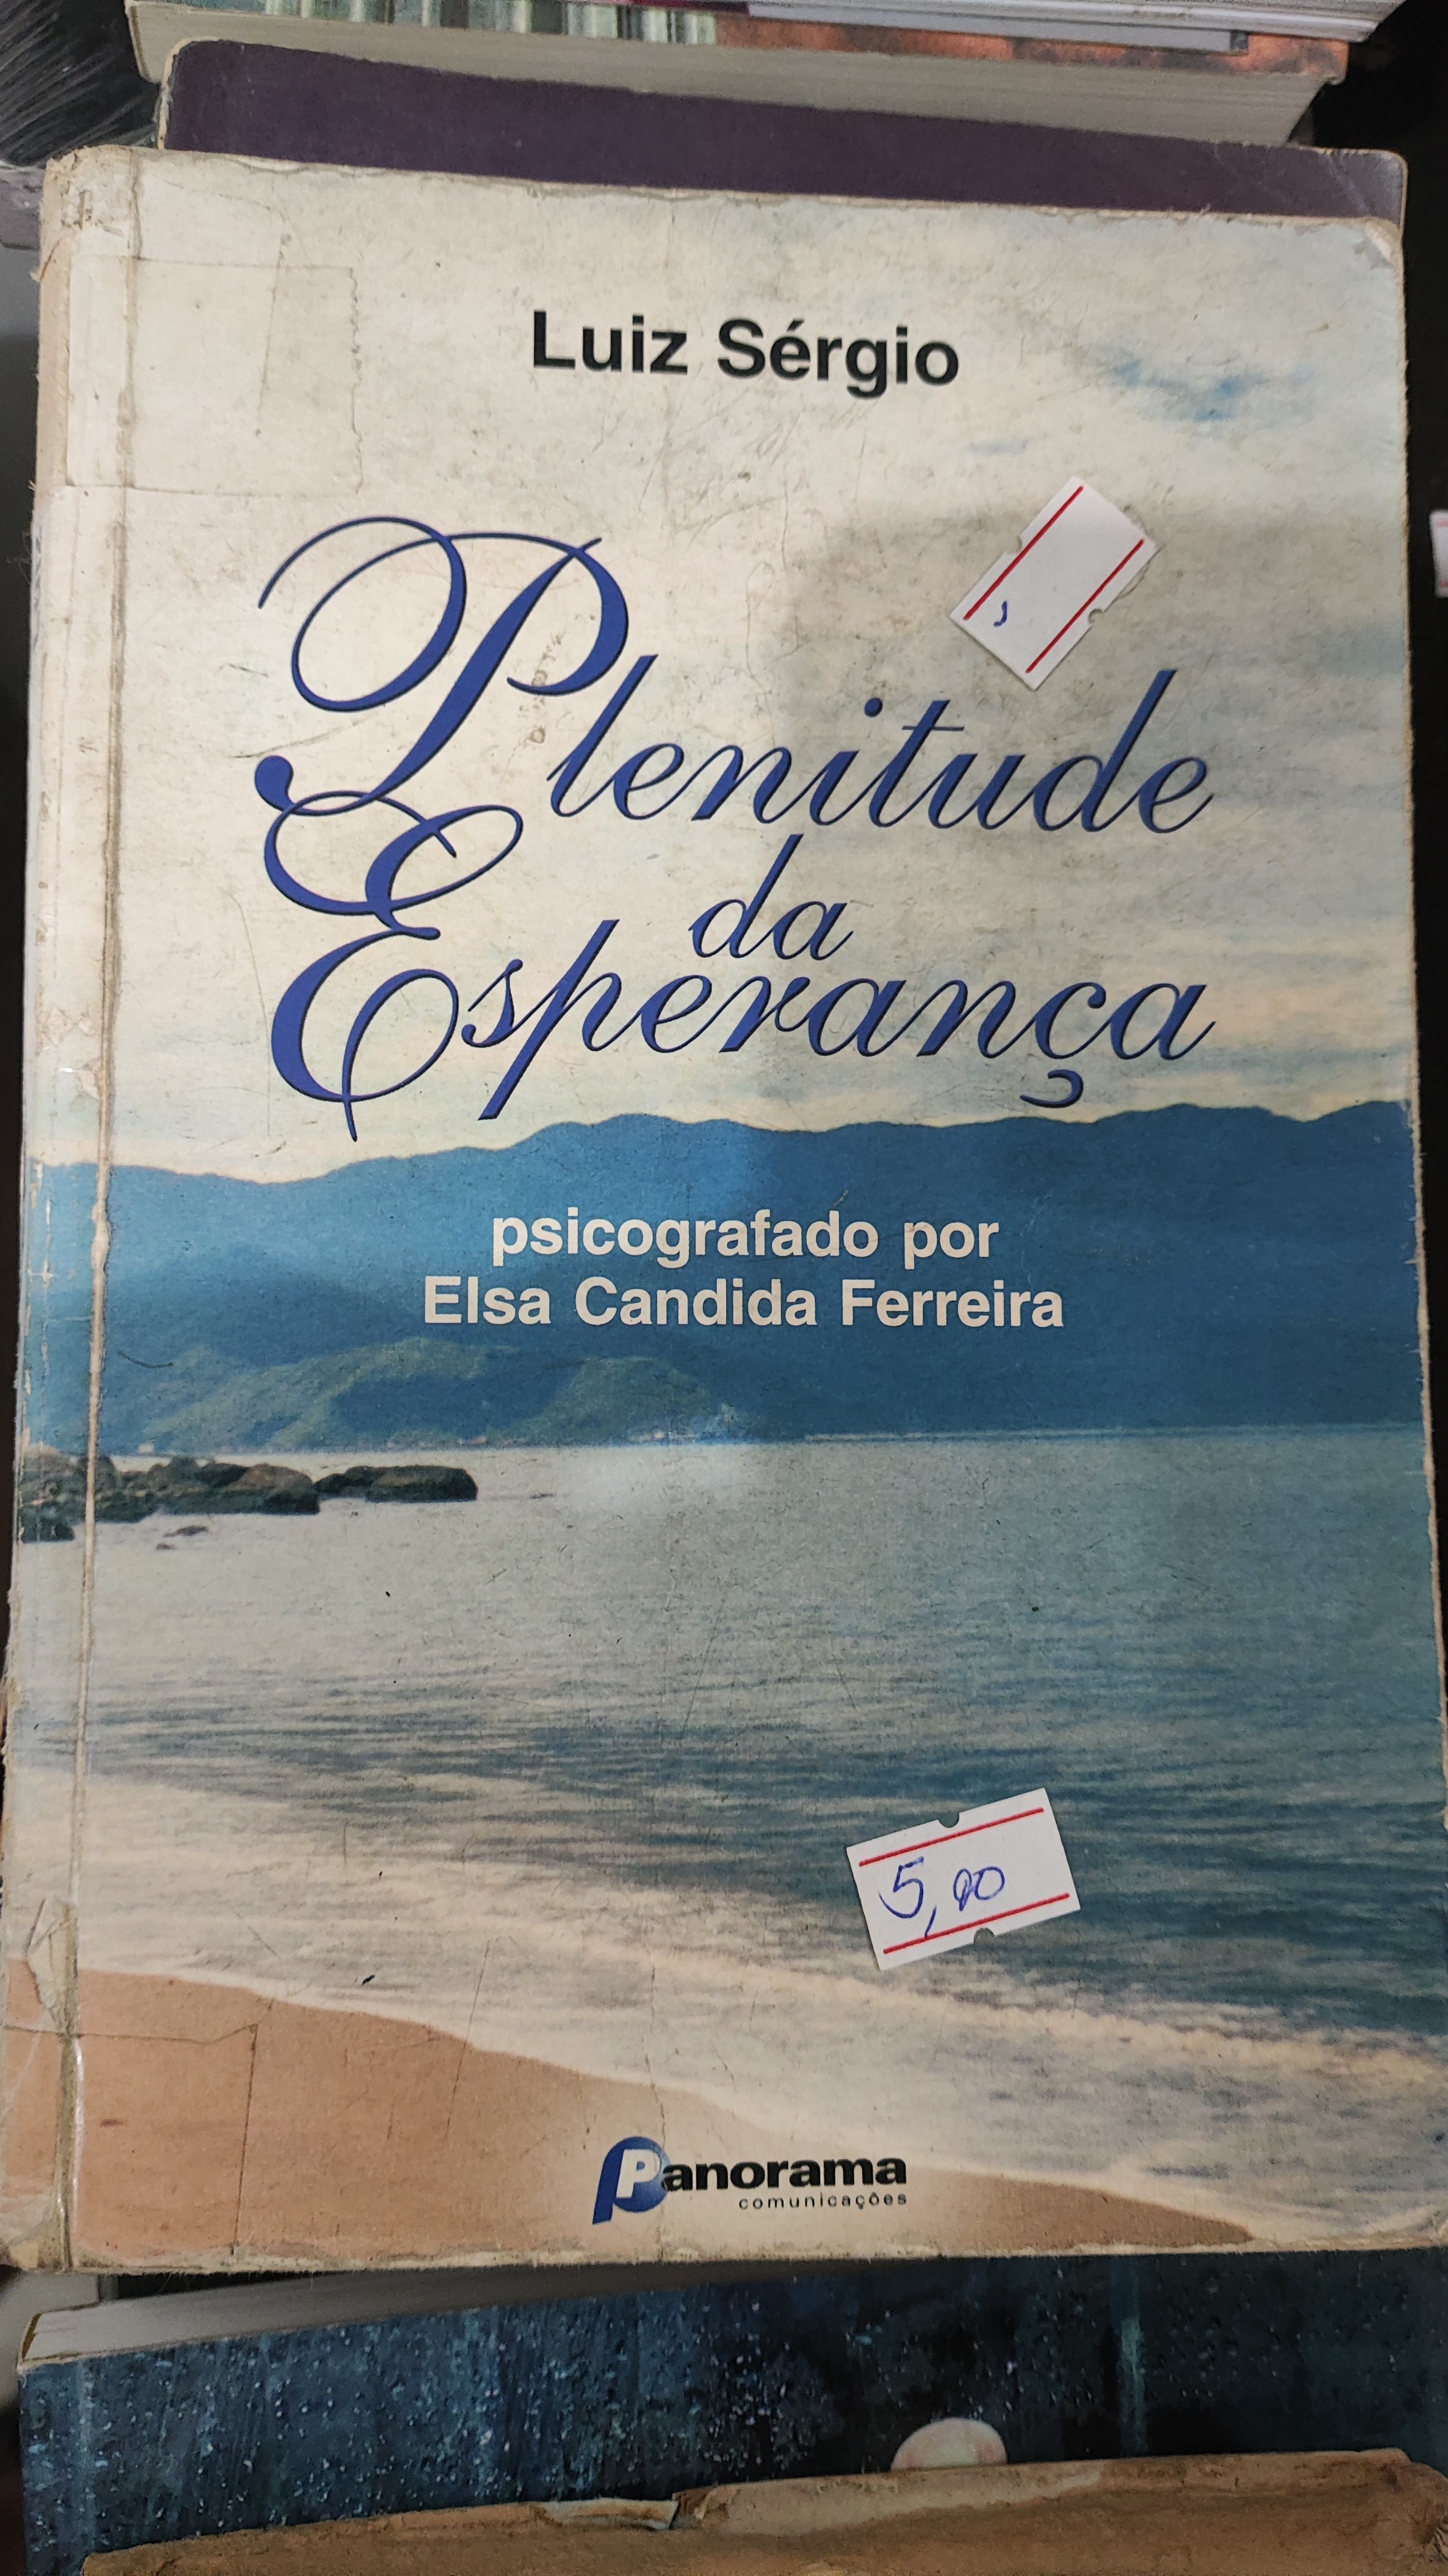 Luiz Sérgio
Plenitude
da
Esperança
psicografado por
Elsa Candida Ferreira
5,00
Panorama
comunicações